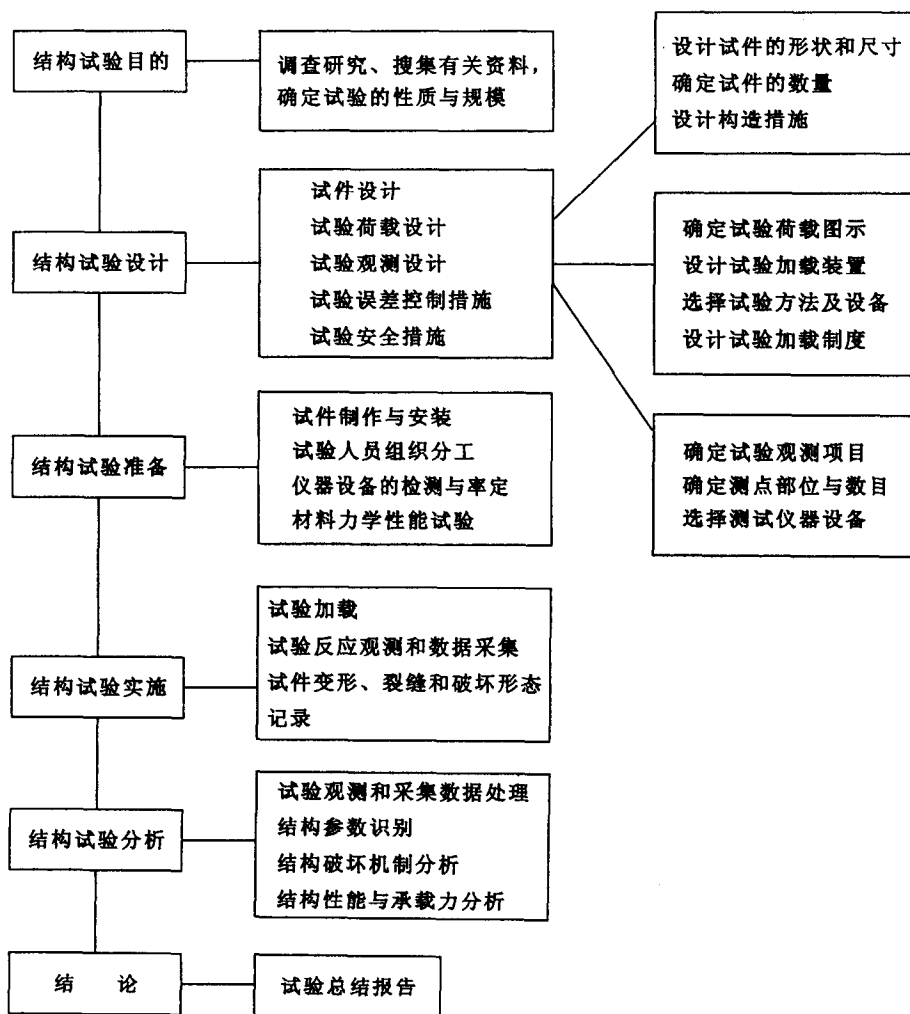 结构试验目的
调查研究、搜集有关资料，
确定试验的性质与规模
设计试件的形状和尺寸
确定试件的数量
设计构造措施
结构试验设计
试件设计
试验荷载设计
试验观测设计
试验误差控制措施
试验安全措施
确定试验荷载图示
设计试验加载装置
选择试验方法及设备
设计试验加载制度
确定试验观测项目
确定测点部位与数目
选择测试仪器设备
结构试验准备
试件制作与安装
试验人员组织分工
仪器设备的检测与率定
材料力学性能试验
结构试验实施
试验加载
试验反应观测和数据采集
试件变形、裂缝和破坏形态
记录
结构试验分析
试验观测和采集数据处理
结构参数识别
结构破坏机制分析
结构性能与承载力分析
结 论
试验总结报告